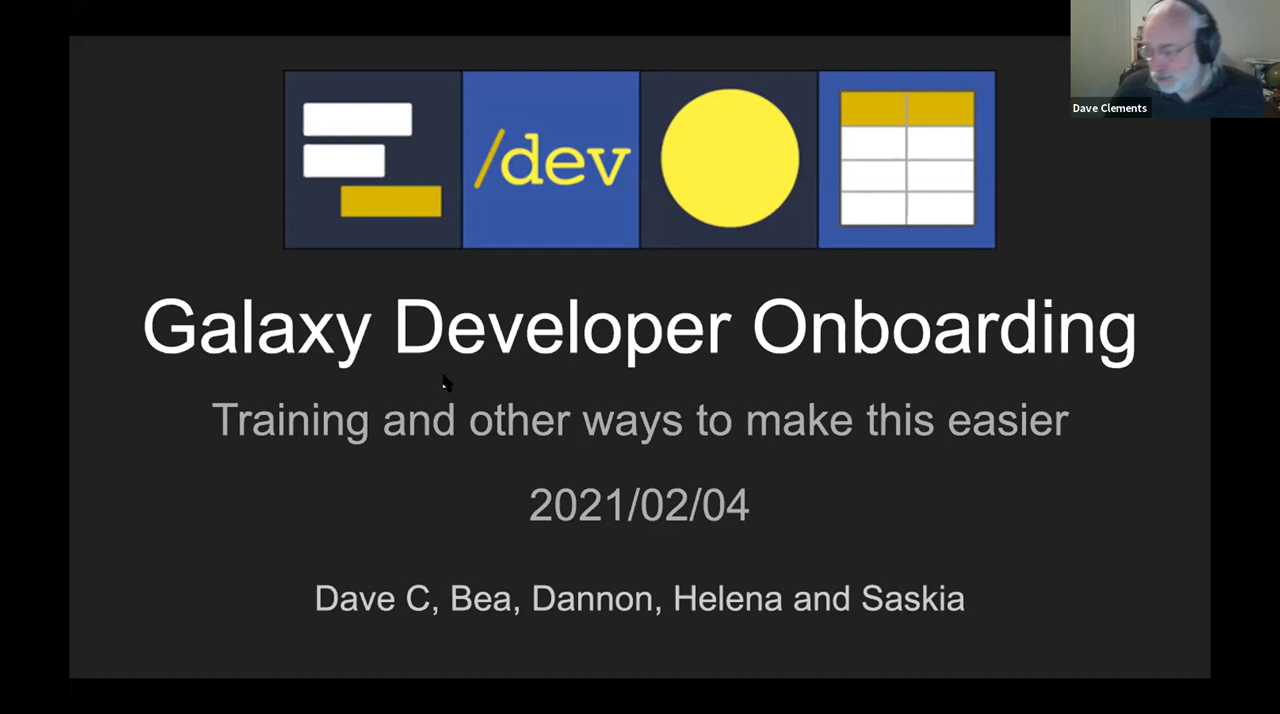 Dave Clements
/dev
Galaxy Developer Onboarding
Training and other ways to make this easier
2021/02/04
Dave C, Bea, Dannon, Helena and Saskia